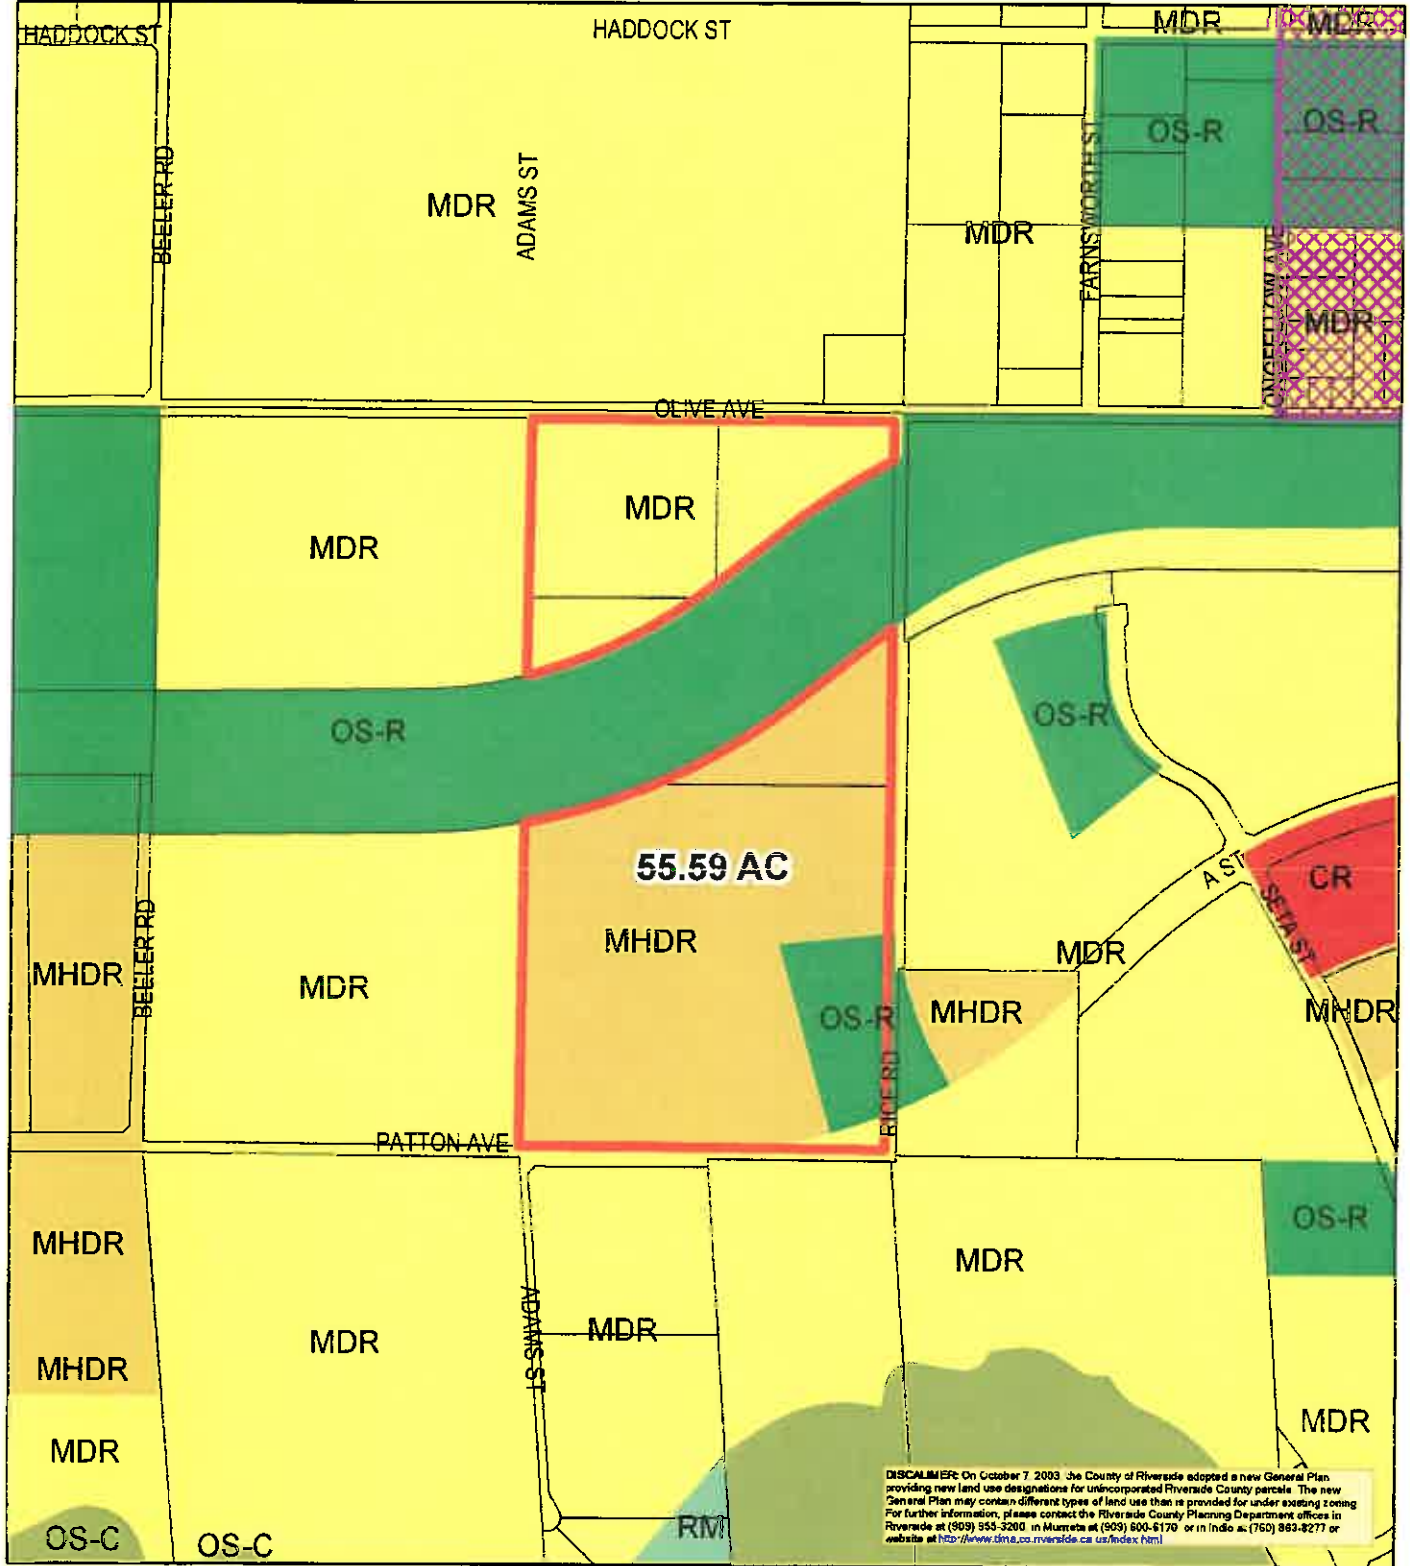 HADDOCK ST
HADDOCK ST
MDR
MDR
OS-R
OS-R
BEELER RD
ADAMS ST
MDR
FARNSWORTH ST
MDR
MDR
OLIVE AVE
MDR
MDR
OS-R
OS-R
55.59 AC
A ST
CR
SETA ST
MHDR
BELLER RD
MDR
MHDR
MDR
OS-R
MHDR
MHDR
RICE RD
PATTON AVE
MHDR
OS-R
MDR
ADAMS ST
MDR
MDR
MHDR
MDR
MDR
OS-C
OS-C
RM
DISCALIMER: On October 7, 2003, the County of Riverside adopted a new General Plan
providing new land use designations for unincorporated Riverside County parcels. The new
General Plan may contain different types of land use than is provided for under existing zoning
For further information, please contact the Riverside County Planning Department offices in
Riverside at (909) 955-3200, in Murrieta at (909) 600-6170 or in Indio at (760) 863-8277 or
website at http://www.tlma.co.riverside.ca.us/index.html